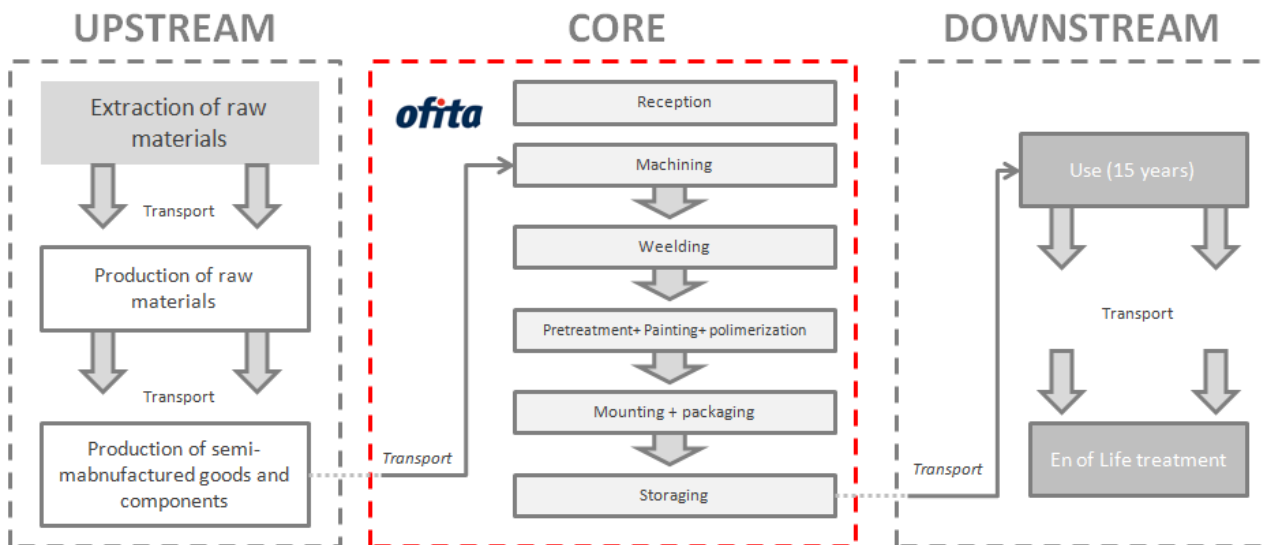 UPSTREAM
Extraction of raw
materials
Transport
Production of raw
materials
Transport
Production of semi-
mabnufactured goods and
components
Transport
CORE
ofita
Reception
Machining
Weelding
Pretreatment+ Painting+ polimerization
Mounting + packaging
Storaging
Transport
DOWNSTREAM
Use (15 years)
Transport
En of Life treatment